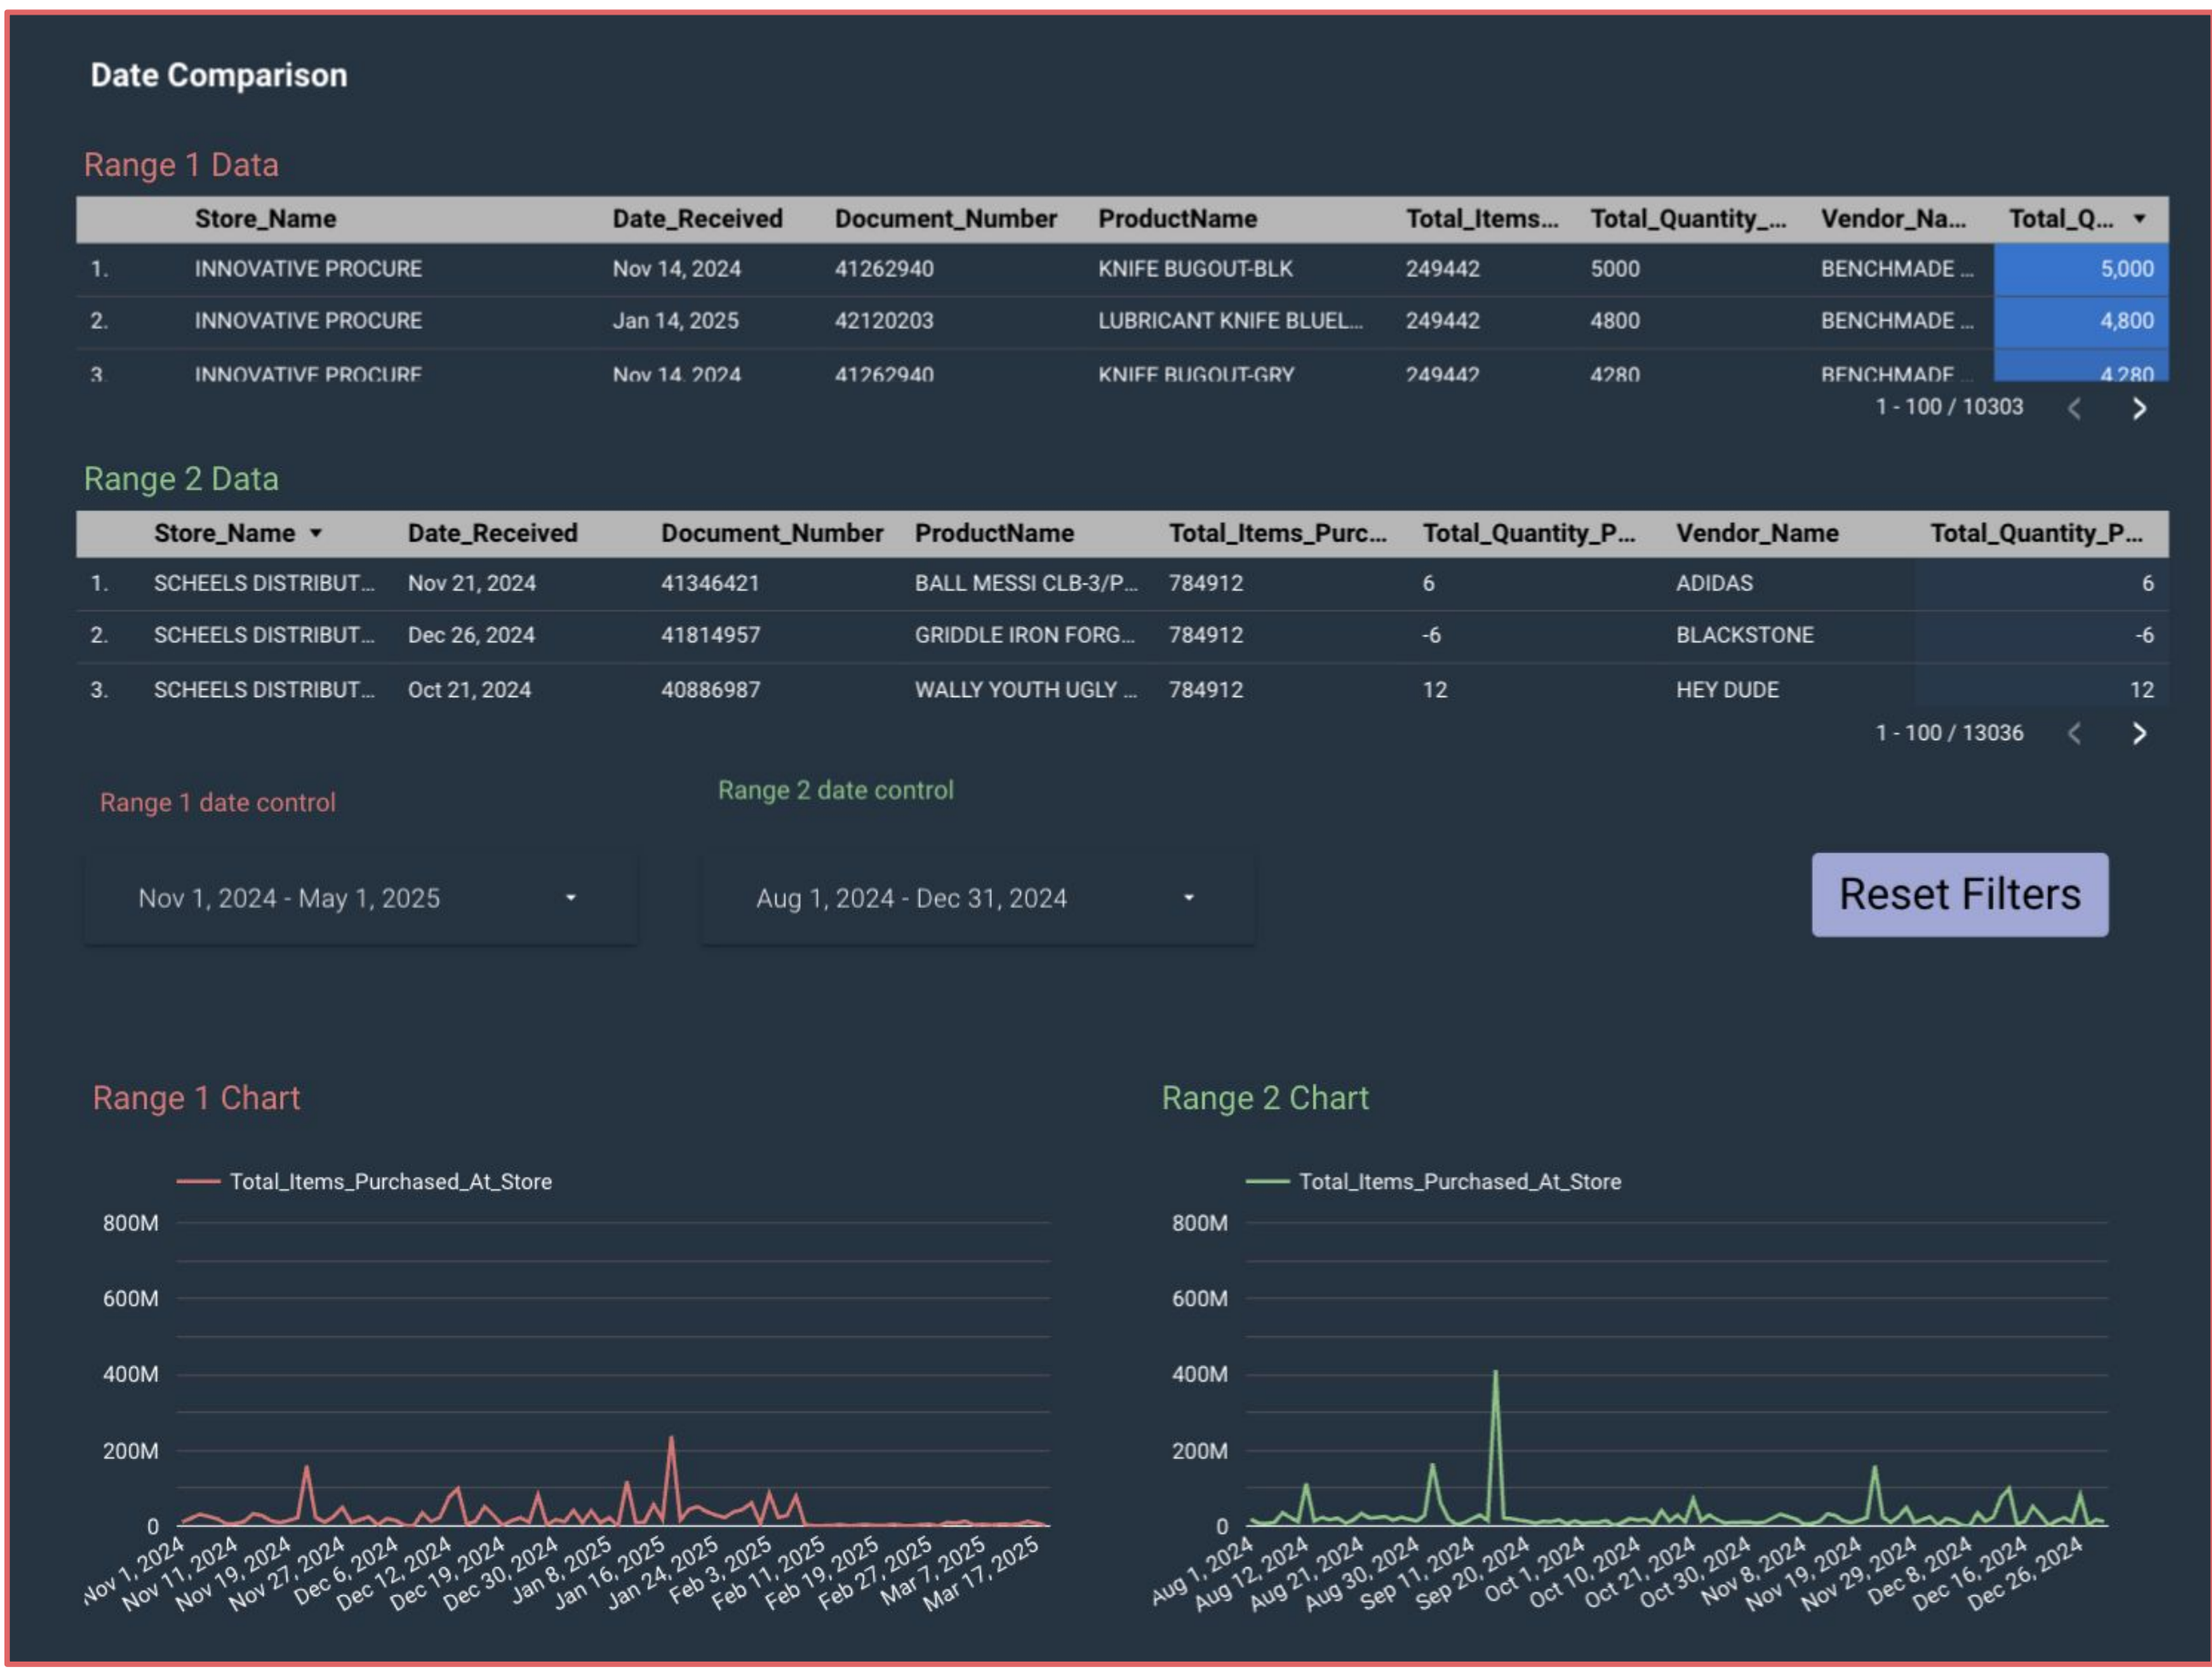 Date Comparison
Range 1 Data
Store_Name Date_Received Document_Number ProductName Total_Items... Total_Quantity_... Vendor_Na... Total_Q...
1. INNOVATIVE PROCURE Nov 14, 2024 41262940 KNIFE BUGOUT-BLK 249442 5000 BENCHMADE ... 5,000
2. INNOVATIVE PROCURE Jan 14, 2025 42120203 LUBRICANT KNIFE BLUEL... 249442 4800 BENCHMADE ... 4,800
3. INNOVATIVE PROCURE Nov 14, 2024 41262940 KNIFE BUGOUT-GRY 249442 4280 BENCHMADE ... 4,280
1 - 100 / 10303
Range 2 Data
Store_Name Date_Received Document_Number ProductName Total_Items_Purc... Total_Quantity_P... Vendor_Name Total_Quantity_P...
1. SCHEELS DISTRIBUT... Nov 21, 2024 41346421 BALL MESSI CLB-3/P... 784912 6 ADIDAS 6
2. SCHEELS DISTRIBUT... Dec 26, 2024 41814957 GRIDDLE IRON FORG... 784912 -6 BLACKSTONE -6
3. SCHEELS DISTRIBUT... Oct 21, 2024 40886987 WALLY YOUTH UGLY ... 784912 12 HEY DUDE 12
1 - 100 / 13036
Range 1 date control
Range 2 date control
Nov 1, 2024 - May 1, 2025
Aug 1, 2024 - Dec 31, 2024
Reset Filters
Range 1 Chart
Total_Items_Purchased_At_Store
800M
600M
400M
200M
0
Nov 1, 2024
Nov 11, 2024
Nov 19, 2024
Nov 27, 2024
Dec 6, 2024
Dec 12, 2024
Dec 19, 2024
Dec 30, 2024
Jan 8, 2025
Jan 16, 2025
Jan 24, 2025
Feb 3, 2025
Feb 11, 2025
Feb 19, 2025
Feb 27, 2025
Mar 7, 2025
Mar 17, 2025
Range 2 Chart
Total_Items_Purchased_At_Store
800M
600M
400M
200M
0
Aug 1, 2024
Aug 12, 2024
Aug 21, 2024
Aug 30, 2024
Sep 11, 2024
Sep 20, 2024
Oct 1, 2024
Oct 10, 2024
Oct 21, 2024
Oct 30, 2024
Nov 8, 2024
Nov 19, 2024
Nov 29, 2024
Dec 8, 2024
Dec 16, 2024
Dec 26, 2024